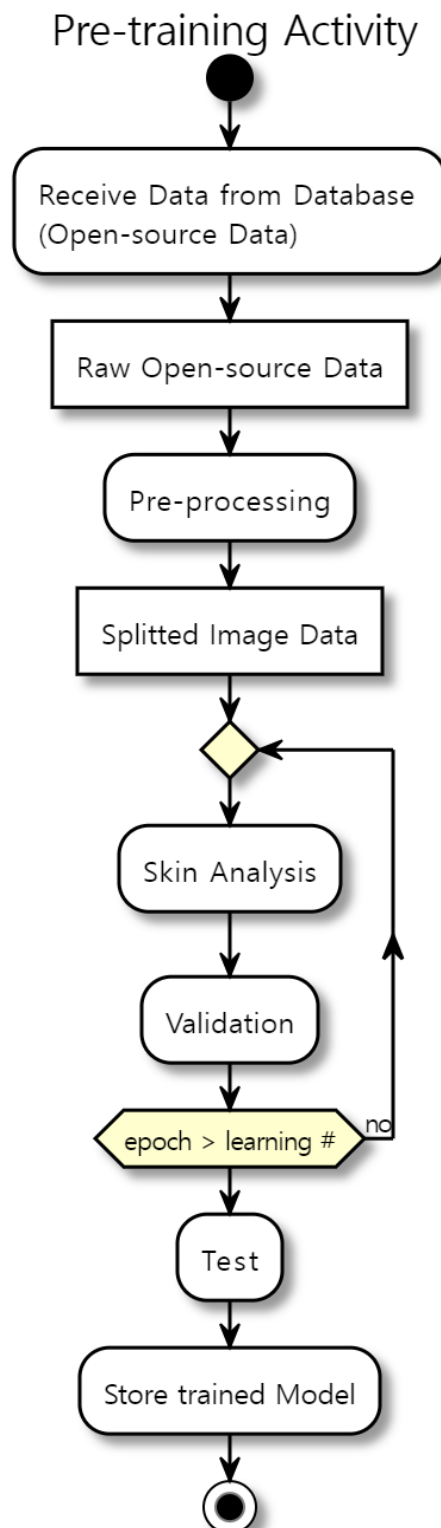 Pre-training Activity
Receive Data from Database
(Open-source Data)
Raw Open-source Data
Pre-processing
Splitted Image Data
Skin Analysis
Validation
epoch > learning #
no
Test
Store trained Model